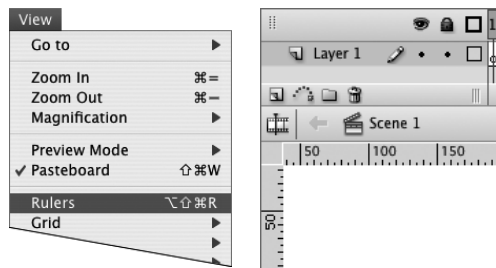 View
Go to
Zoom In ⌘=
Zoom Out ⌘−
Magnification
Preview Mode
✓ Pasteboard ⇧⌘W
Rulers ⌥⇧⌘R
Grid
1
Layer 1
Scene 1
50 100 150
50